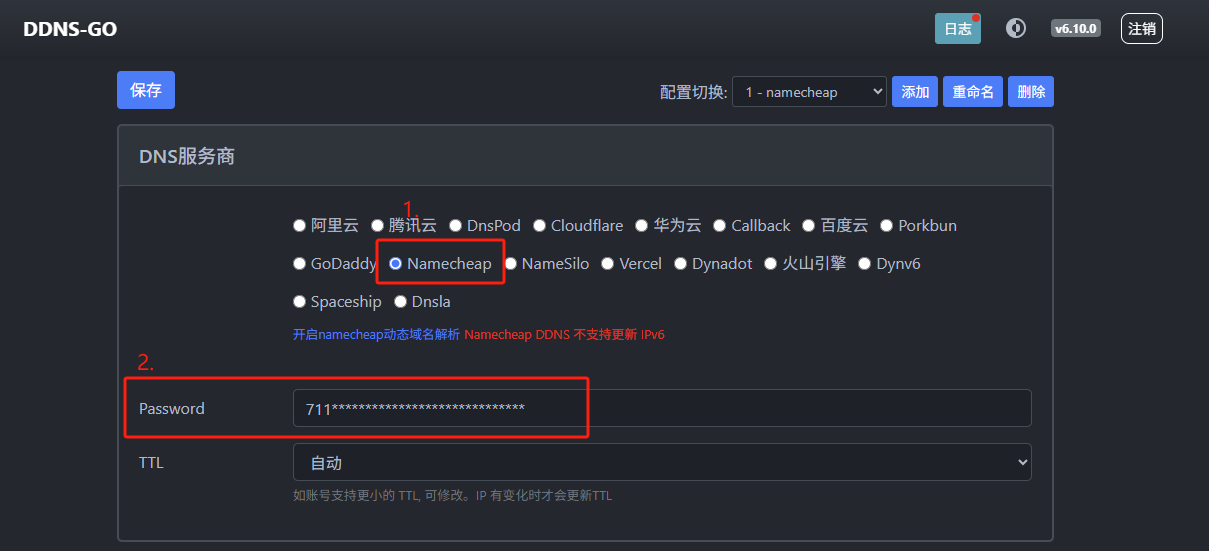 DDNS-GO 日志 v6.10.0 注销
保存 配置切换: 1 - namecheap 添加 重命名 删除
DNS服务商
1.
阿里云 腾讯云 DnsPod Cloudflare 华为云 Callback 百度云 Porkbun
GoDaddy Namecheap NameSilo Vercel Dynadot 火山引擎 Dynv6
Spaceship Dnsla
开启namecheap动态域名解析 Namecheap DDNS 不支持更新 IPv6
2.
Password 711*****************************
TTL 自动
如账号支持更小的 TTL, 可修改。IP 有变化时才会更新TTL